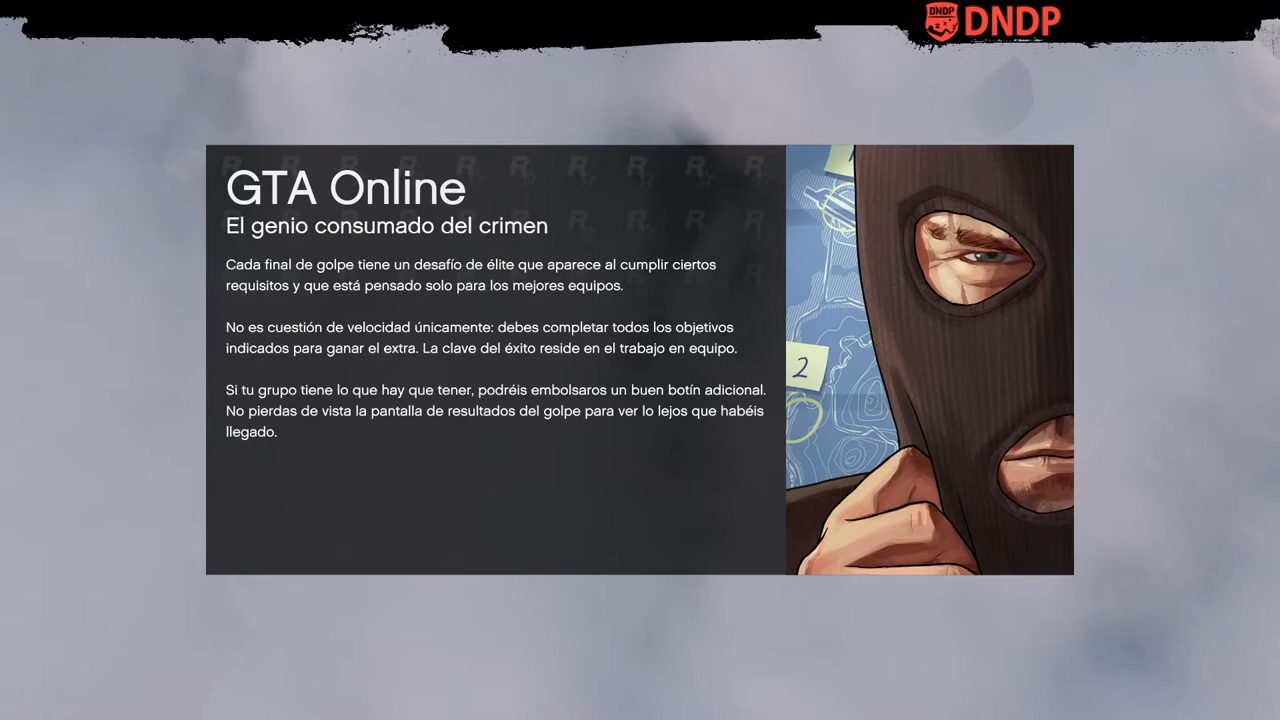 DNDP
DNDP
GTA Online
El genio consumado del crimen
Cada final de golpe tiene un desafío de élite que aparece al cumplir ciertos
requisitos y que está pensado solo para los mejores equipos.
No es cuestión de velocidad únicamente: debes completar todos los objetivos
indicados para ganar el extra. La clave del éxito reside en el trabajo en equipo.
Si tu grupo tiene lo que hay que tener, podréis embolsaros un buen botín adicional.
No pierdas de vista la pantalla de resultados del golpe para ver lo lejos que habéis
llegado.
2